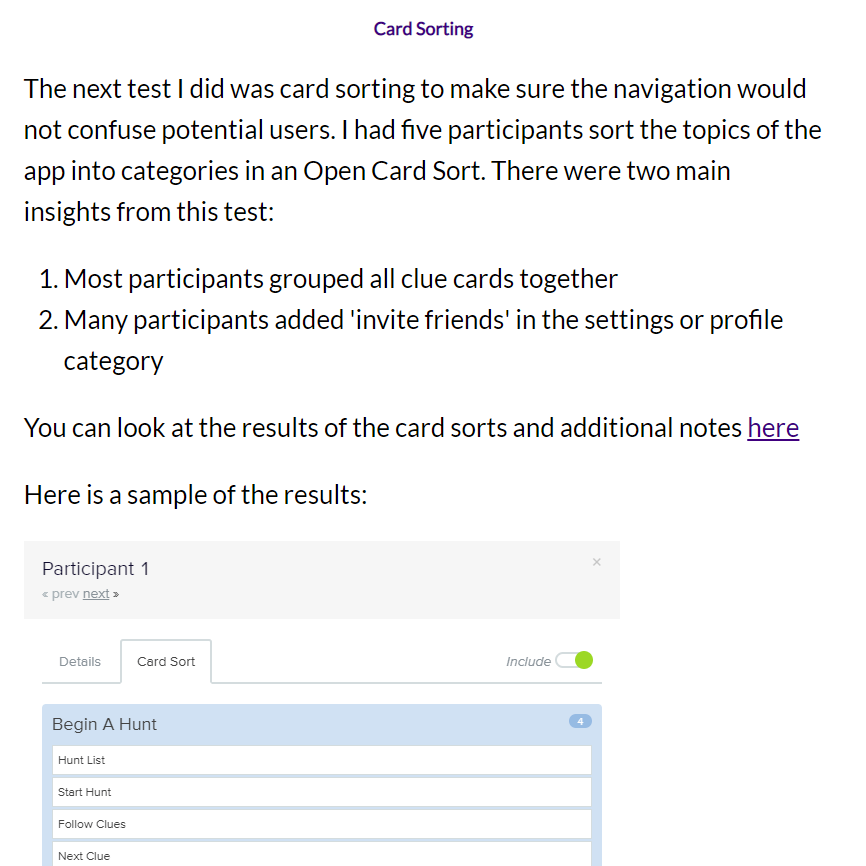 Card Sorting
The next test I did was card sorting to make sure the navigation would
not confuse potential users. I had five participants sort the topics of the
app into categories in an Open Card Sort. There were two main
insights from this test:
1. Most participants grouped all clue cards together
2. Many participants added 'invite friends' in the settings or profile
category
You can look at the results of the card sorts and additional notes here
Here is a sample of the results:
Participant 1 ×
« prev next »
Details Card Sort Include
Begin A Hunt 4
Hunt List
Start Hunt
Follow Clues
Next Clue